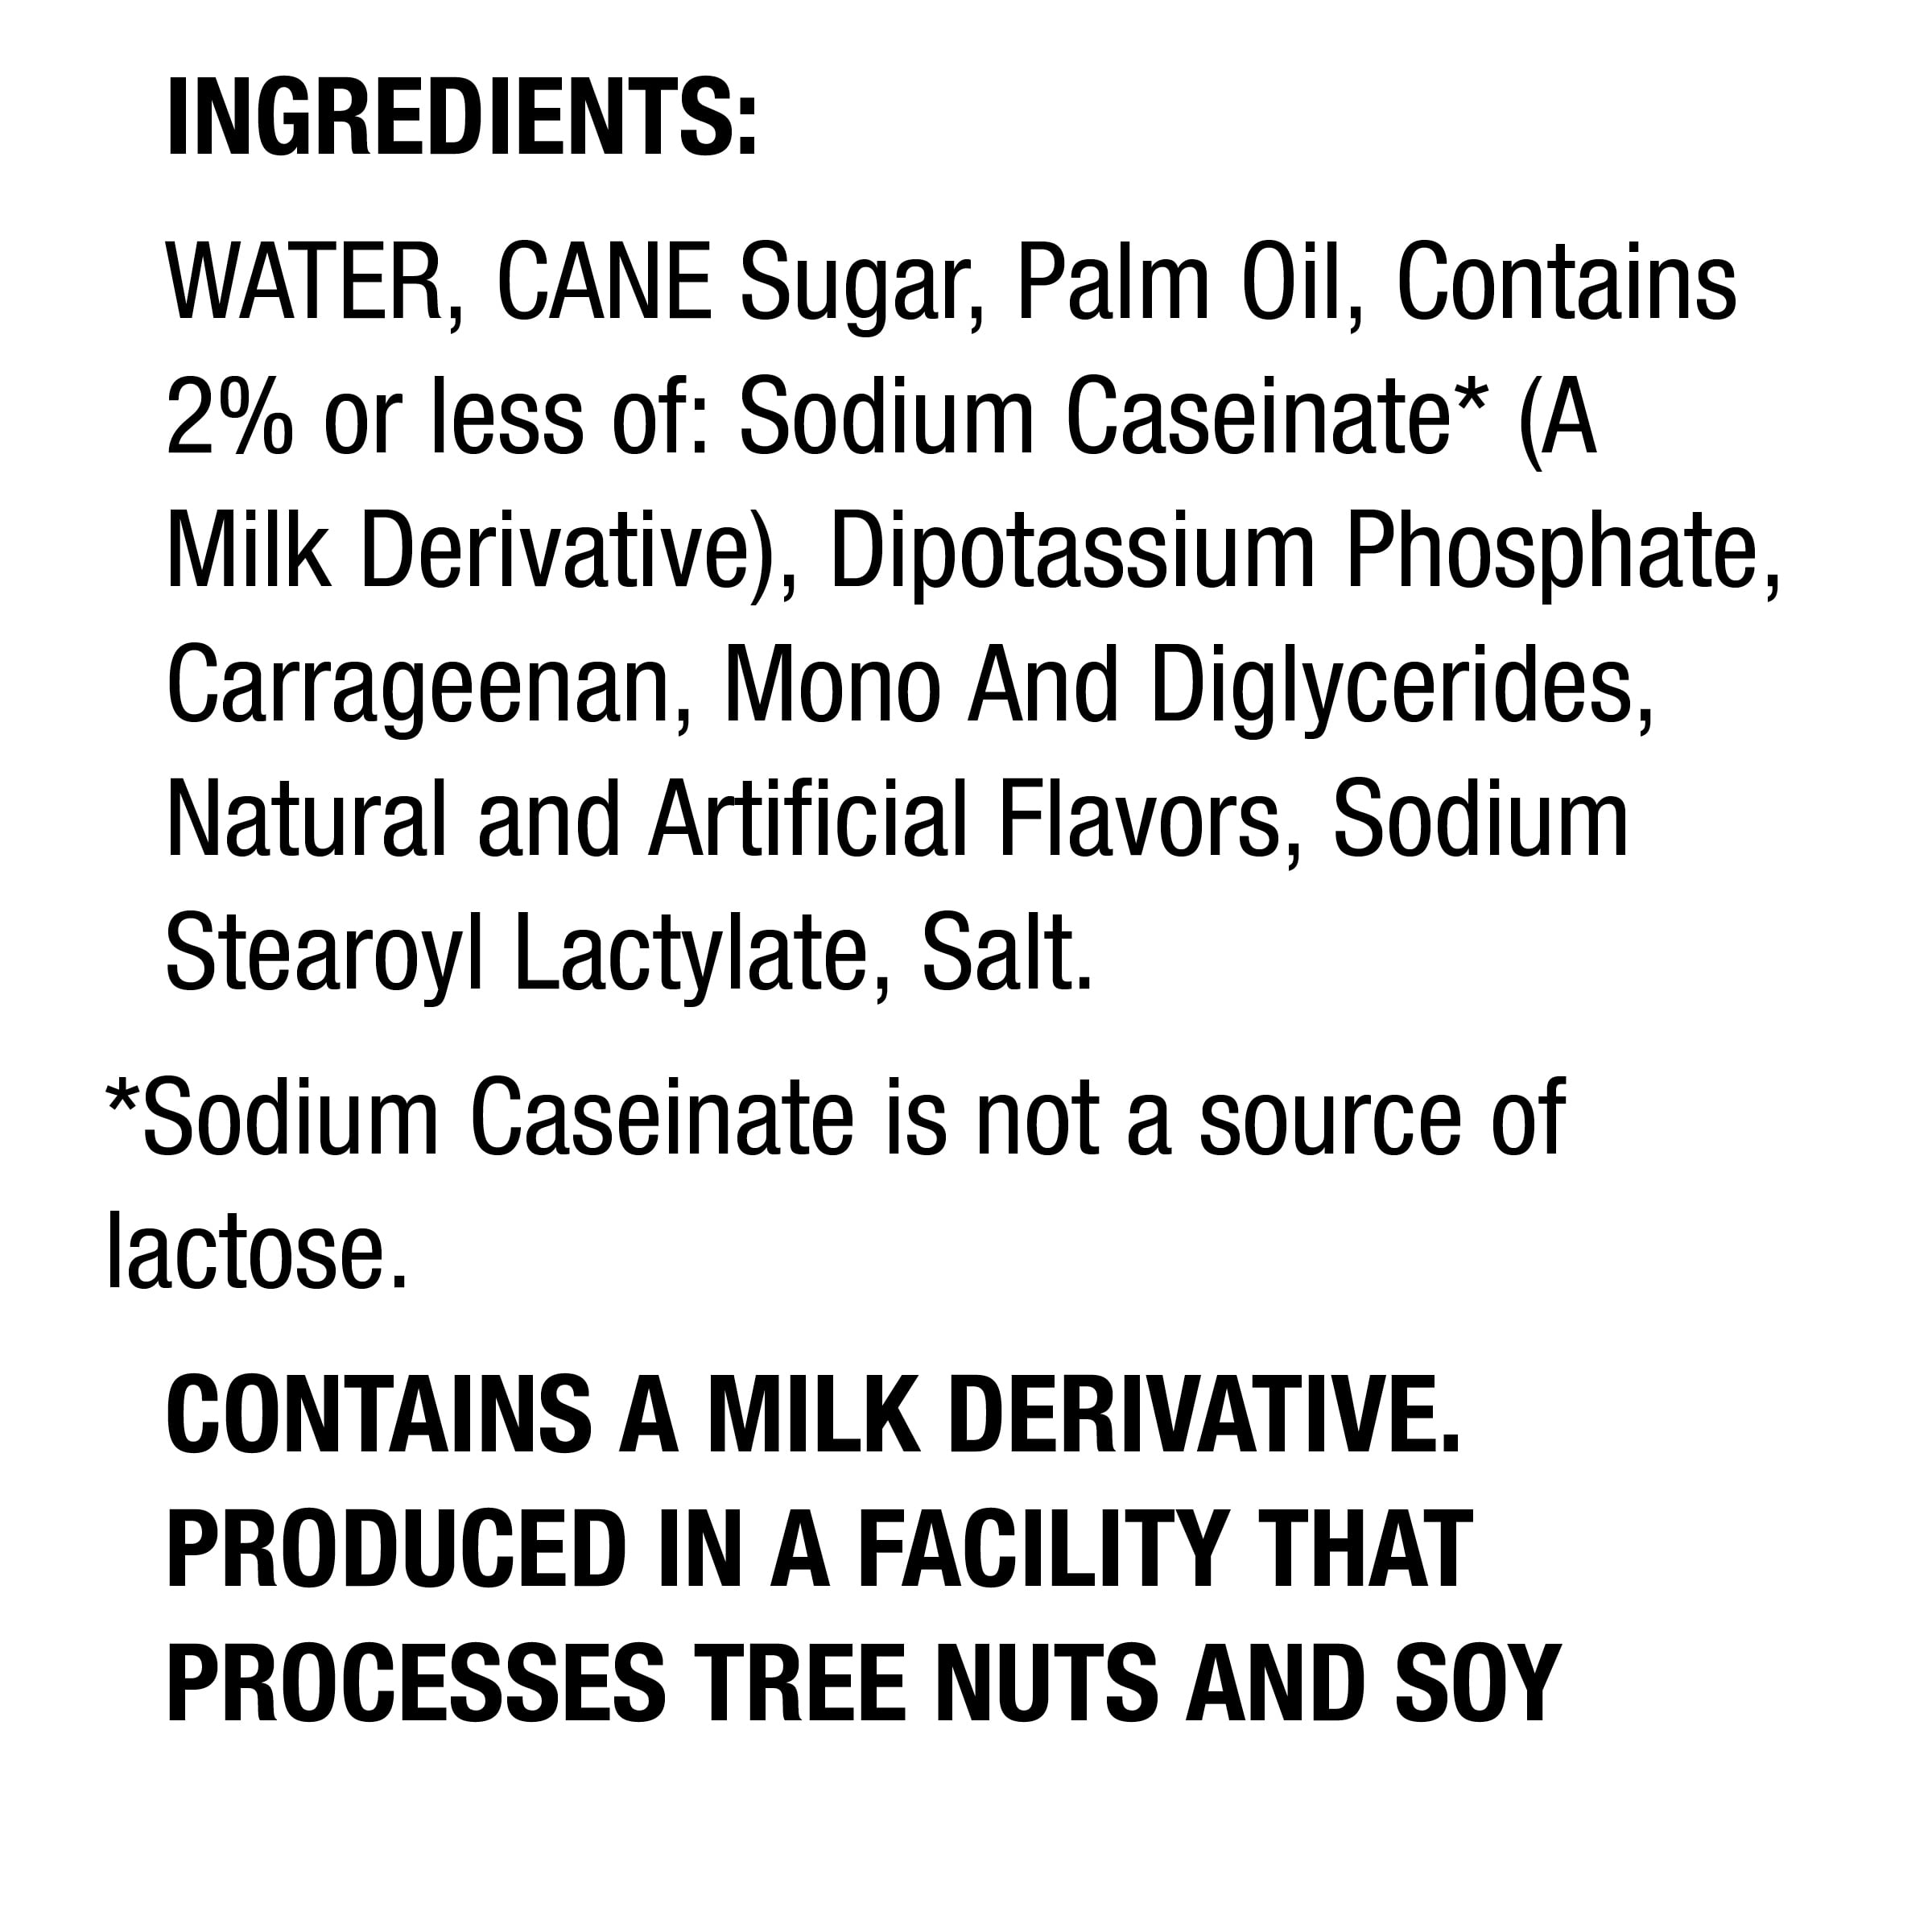 INGREDIENTS:
WATER, CANE Sugar, Palm Oil, Contains
2% or less of: Sodium Caseinate* (A
Milk Derivative), Dipotassium Phosphate,
Carrageenan, Mono And Diglycerides,
Natural and Artificial Flavors, Sodium
Stearoyl Lactylate, Salt.
*Sodium Caseinate is not a source of
lactose.
CONTAINS A MILK DERIVATIVE.
PRODUCED IN A FACILITY THAT
PROCESSES TREE NUTS AND SOY